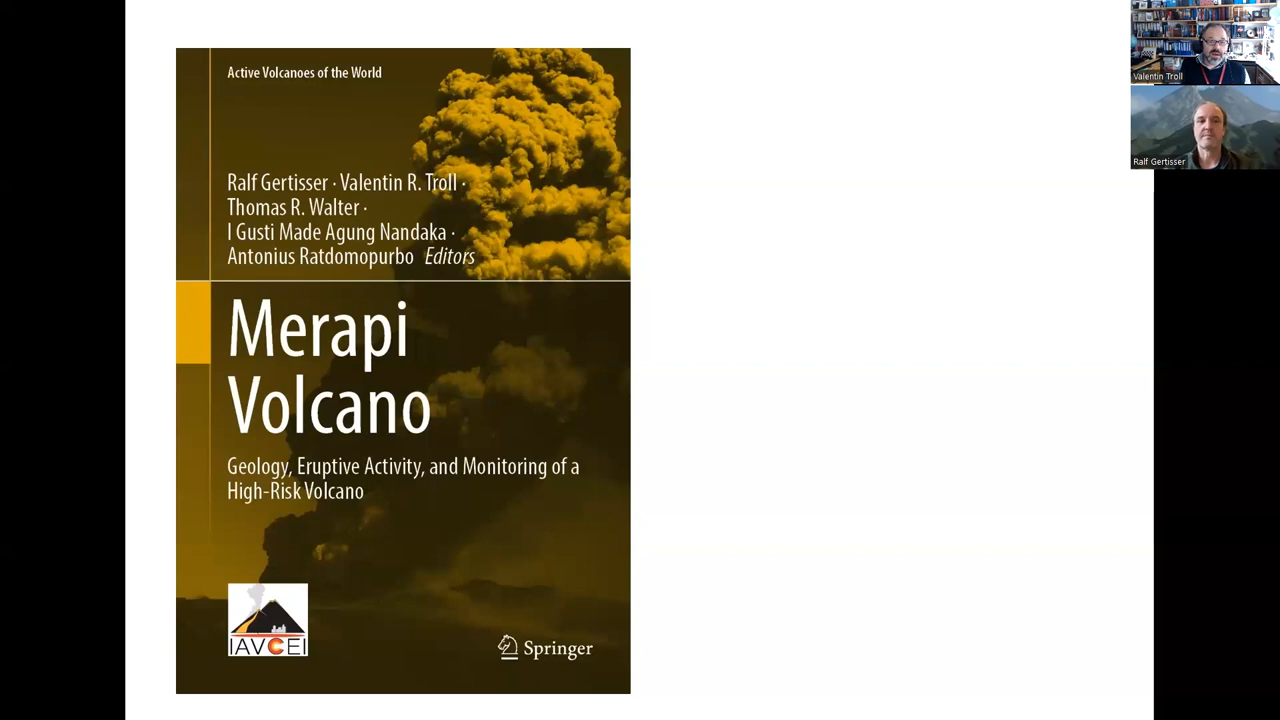 Active Volcanoes of the World
Ralf Gertisser · Valentin R. Troll ·
Thomas R. Walter ·
I Gusti Made Agung Nandaka ·
Antonius Ratdomopurbo Editors
Merapi
Volcano
Geology, Eruptive Activity, and Monitoring of a
High-Risk Volcano
IAVCEI
Springer
Valentin Troll
Ralf Gertisser